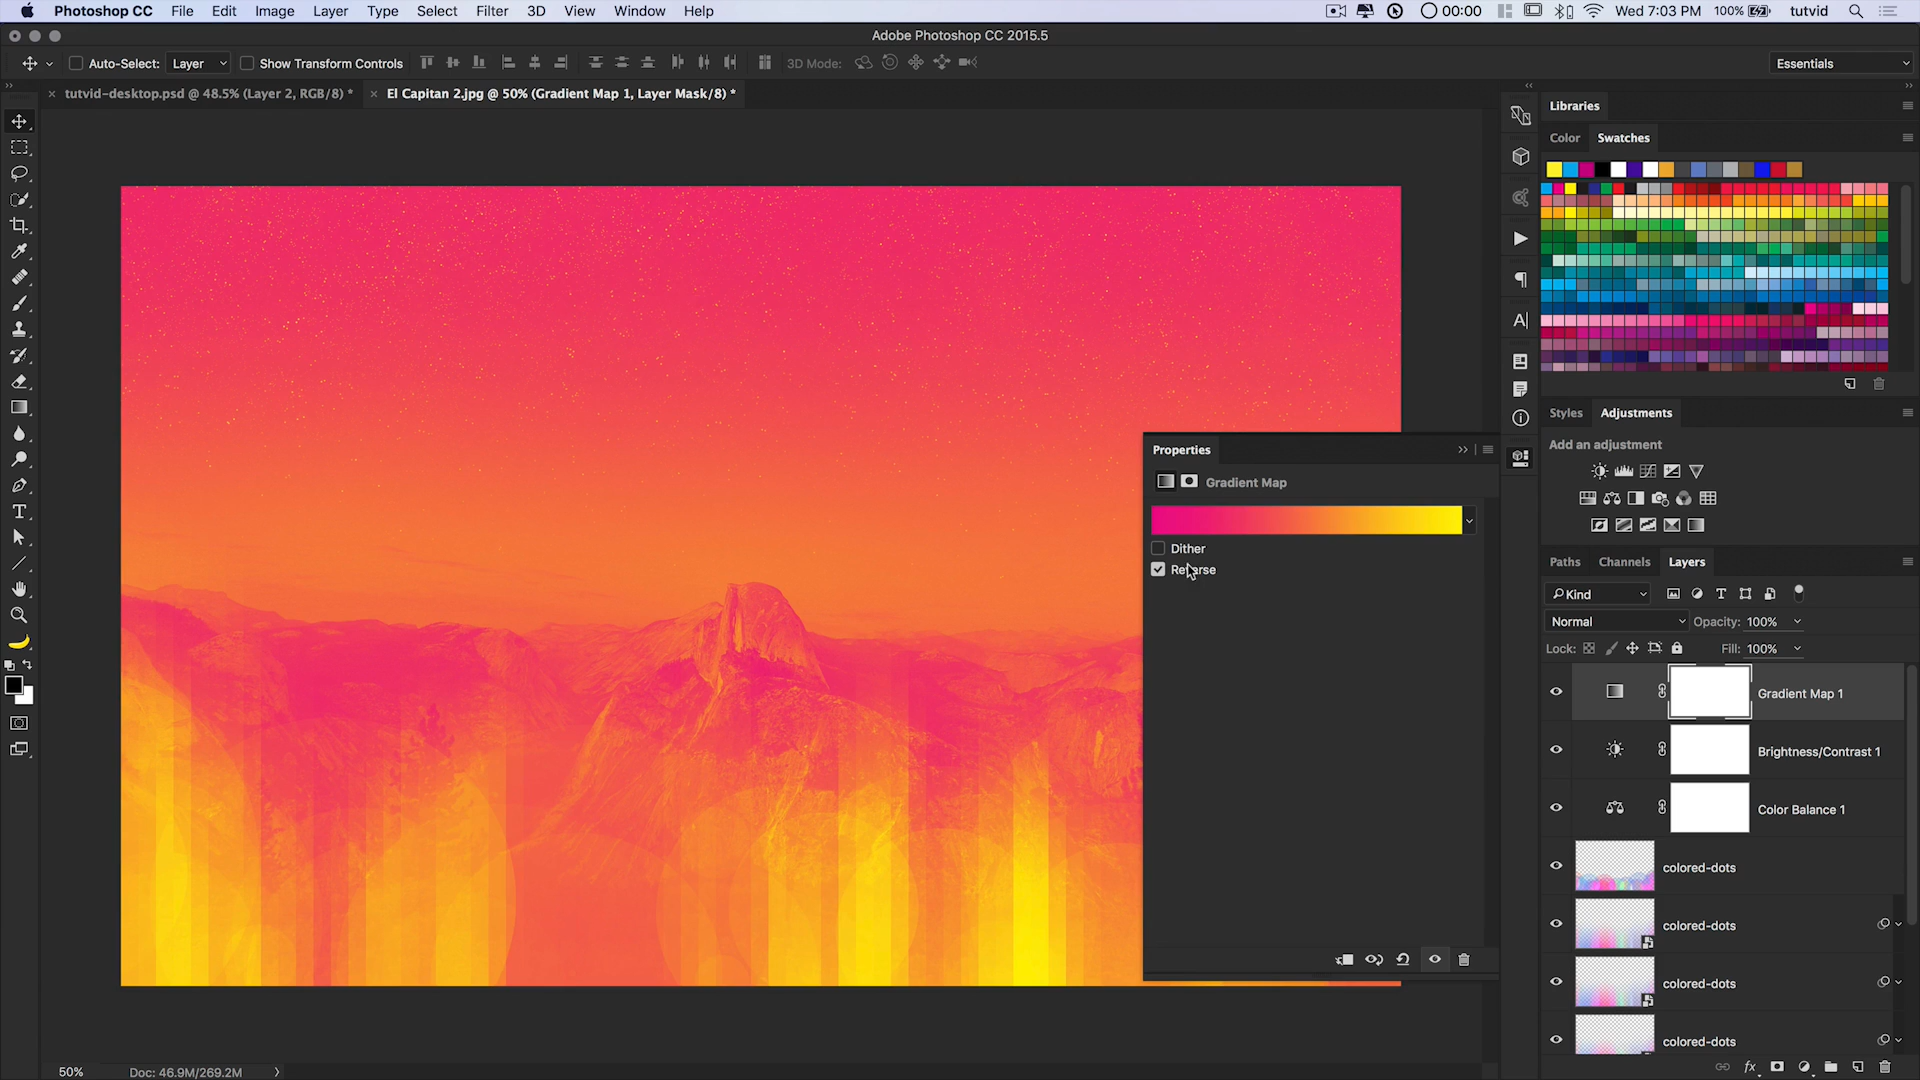 Photoshop CC File Edit Image Layer Type Select Filter 3D View Window Help 00:00 Wed 7:03 PM 100% tutvid
Adobe Photoshop CC 2015.5
Auto-Select: Layer Show Transform Controls 3D Mode: Essentials
tutvid-desktop.psd @ 48.5% (Layer 2, RGB/8) * El Capitan 2.jpg @ 50% (Gradient Map 1, Layer Mask/8) *
Libraries
Color Swatches
Styles Adjustments
Add an adjustment
Properties
Gradient Map
Dither
Reverse
Paths Channels Layers
Kind
Normal Opacity: 100%
Lock: Fill: 100%
Gradient Map 1
Brightness/Contrast 1
Color Balance 1
colored-dots
colored-dots
colored-dots
colored-dots
50% Doc: 46.9M/269.2M